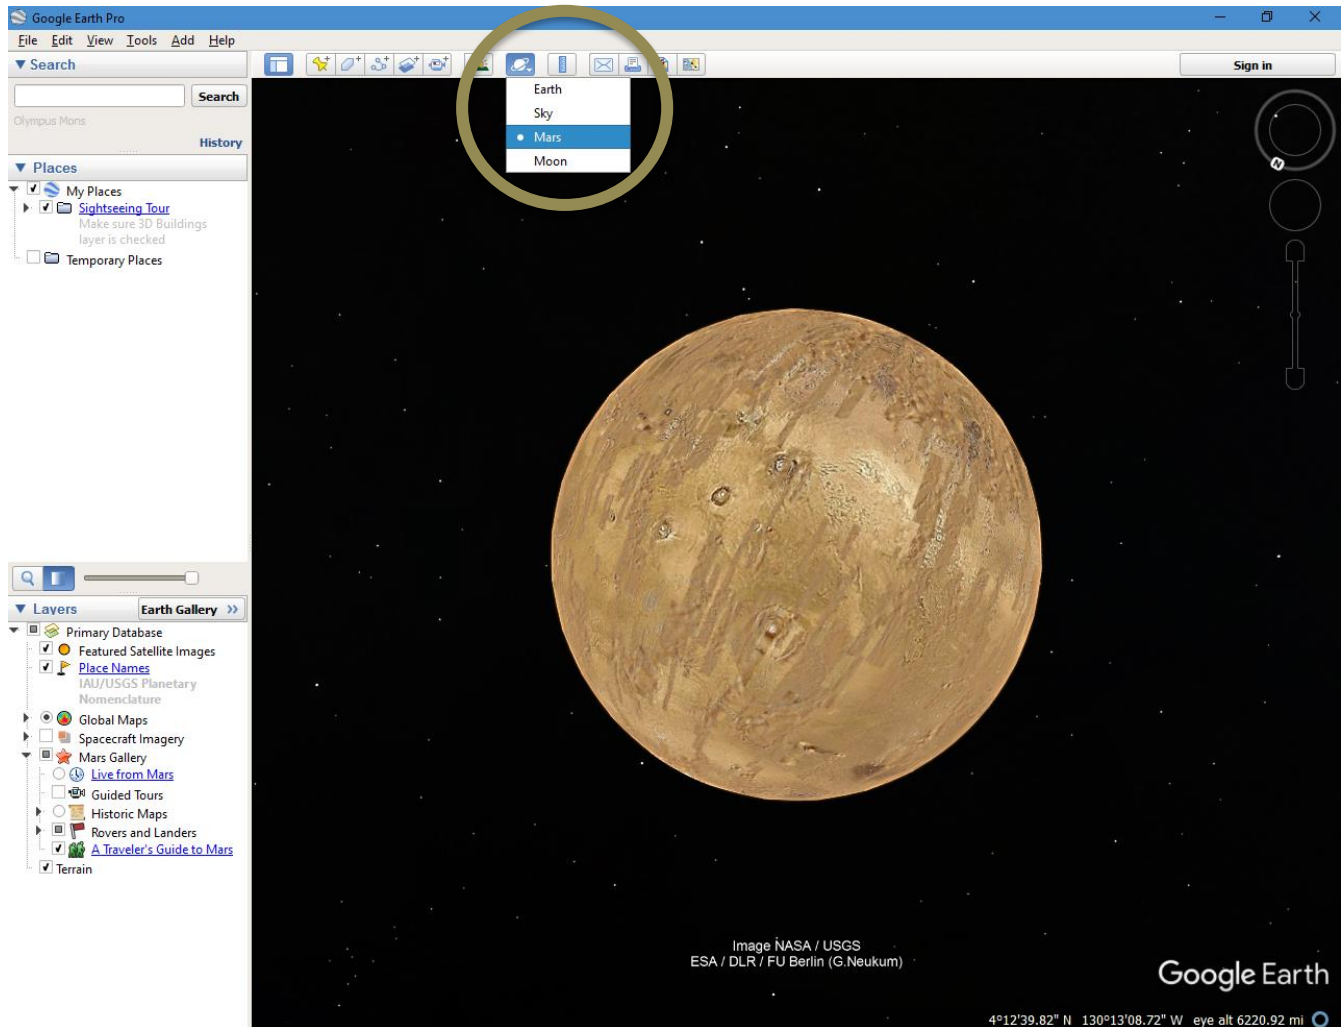 Google Earth Pro
File Edit View Tools Add Help
Search
Sign in
Search
Olympus Mons
History
Earth
Sky
Mars
Moon
N
Places
My Places
Sightseeing Tour
Make sure 3D Buildings
layer is checked
Temporary Places
Layers
Earth Gallery »
Primary Database
Featured Satellite Images
Place Names
IAU/USGS Planetary
Nomenclature
Global Maps
Spacecraft Imagery
Mars Gallery
Live from Mars
Guided Tours
Historic Maps
Rovers and Landers
A Traveler's Guide to Mars
Terrain
Image NASA / USGS
ESA / DLR / FU Berlin (G.Neukum)
Google Earth
4°12'39.82" N 130°13'08.72" W eye alt 6220.92 mi